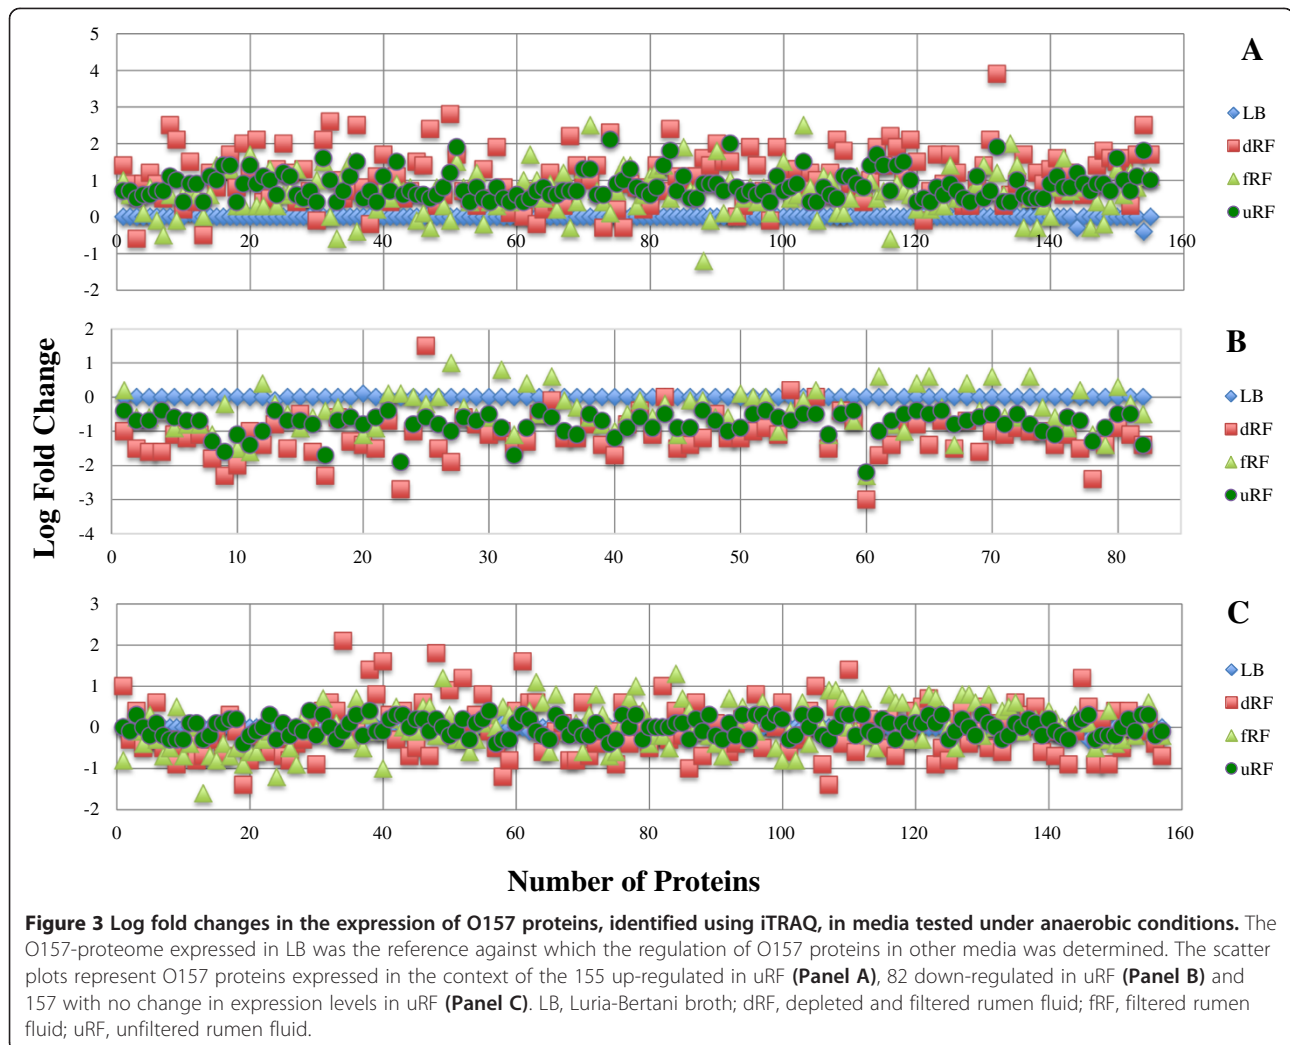 A
5
4
3
2
1
0
-1
-2
0 20 40 60 80 100 120 140 160
LB
dRF
fRF
uRF
Log Fold Change
B
2
1
0
-1
-2
-3
-4
0 10 20 30 40 50 60 70 80
LB
dRF
fRF
uRF
C
3
2
1
0
-1
-2
0 20 40 60 80 100 120 140 160
LB
dRF
fRF
uRF
Number of Proteins
Figure 3 Log fold changes in the expression of O157 proteins, identified using iTRAQ, in media tested under anaerobic conditions. The
O157-proteome expressed in LB was the reference against which the regulation of O157 proteins in other media was determined. The scatter
plots represent O157 proteins expressed in the context of the 155 up-regulated in uRF (Panel A), 82 down-regulated in uRF (Panel B) and
157 with no change in expression levels in uRF (Panel C). LB, Luria-Bertani broth; dRF, depleted and filtered rumen fluid; fRF, filtered rumen
fluid; uRF, unfiltered rumen fluid.